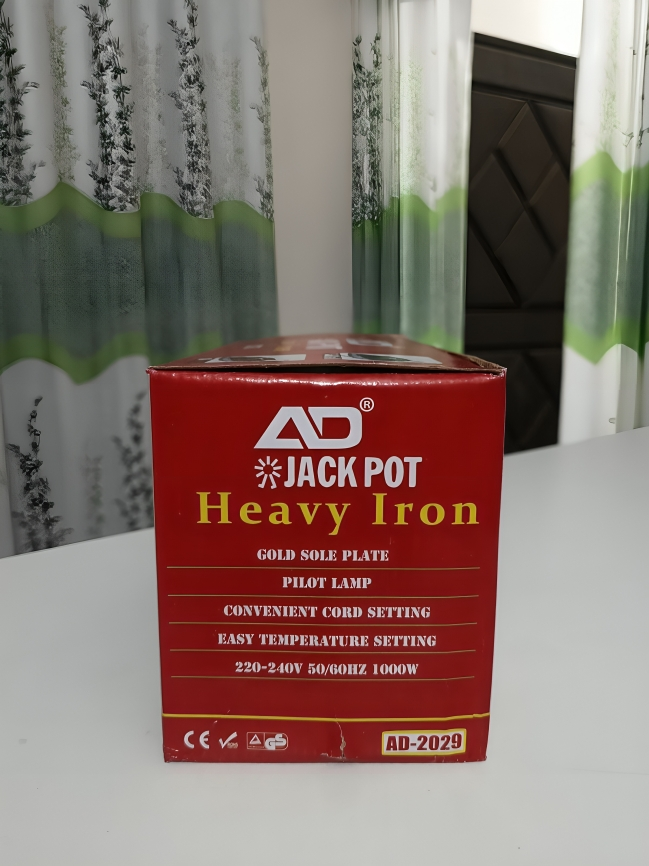 AD®
JACK POT
Heavy Iron
GOLD SOLE PLATE
PILOT LAMP
CONVENIENT CORD SETTING
EASY TEMPERATURE SETTING
220-240V 50/60HZ 1000W
CE GS AD-2029